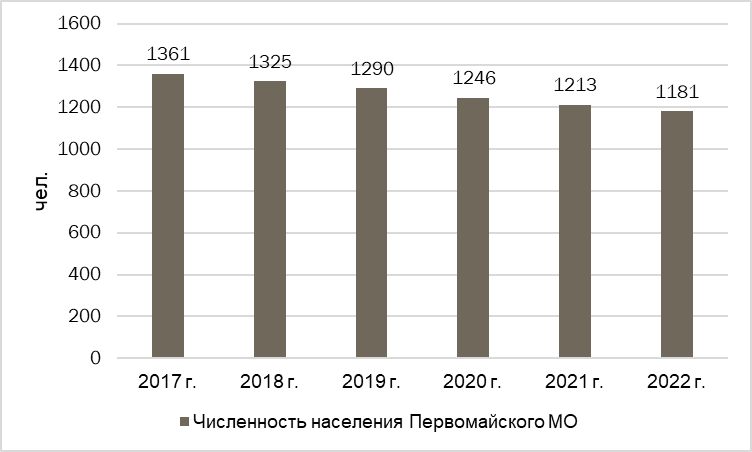 1600
1400
1200
1000
800
600
400
200
0
чел.
1361
1325
1290
1246
1213
1181
2017 г.
2018 г.
2019 г.
2020 г.
2021 г.
2022 г.
Численность населения Первомайского МО